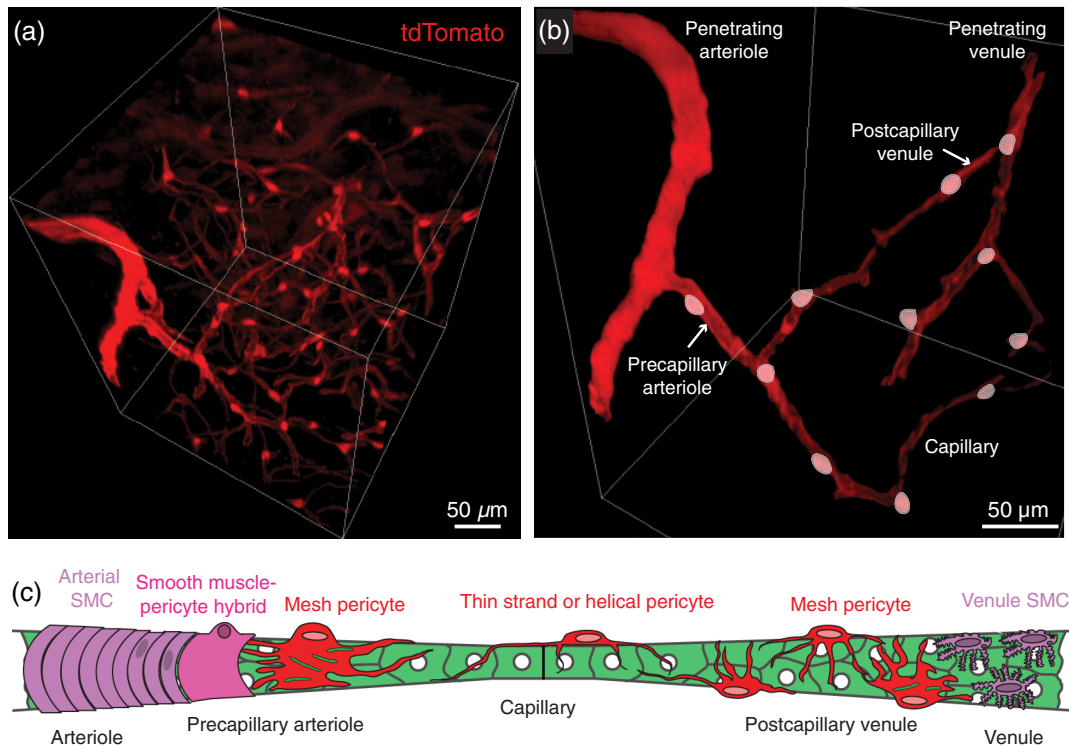 (a)
tdTomato
50 µm
(b)
Penetrating
arteriole
Penetrating
venule
Postcapillary
venule
Precapillary
arteriole
Capillary
50 µm
(c)
Arterial
SMC
Smooth muscle-
pericyte hybrid
Mesh pericyte
Thin strand or helical pericyte
Mesh pericyte
Venule SMC
Precapillary arteriole
Capillary
Postcapillary venule
Arteriole
Venule